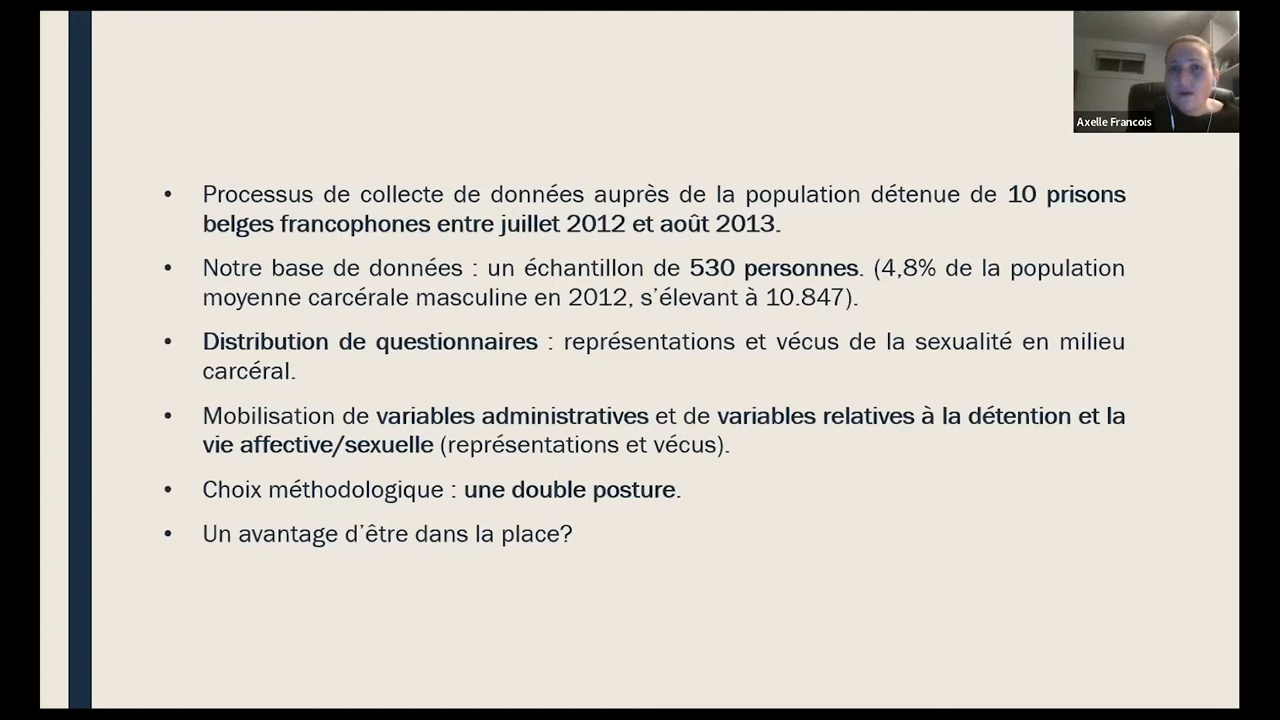 Axelle Francois
• Processus de collecte de données auprès de la population détenue de 10 prisons
belges francophones entre juillet 2012 et août 2013.
• Notre base de données : un échantillon de 530 personnes. (4,8% de la population
moyenne carcérale masculine en 2012, s’élevant à 10.847).
• Distribution de questionnaires : représentations et vécus de la sexualité en milieu
carcéral.
• Mobilisation de variables administratives et de variables relatives à la détention et la
vie affective/sexuelle (représentations et vécus).
• Choix méthodologique : une double posture.
• Un avantage d’être dans la place?